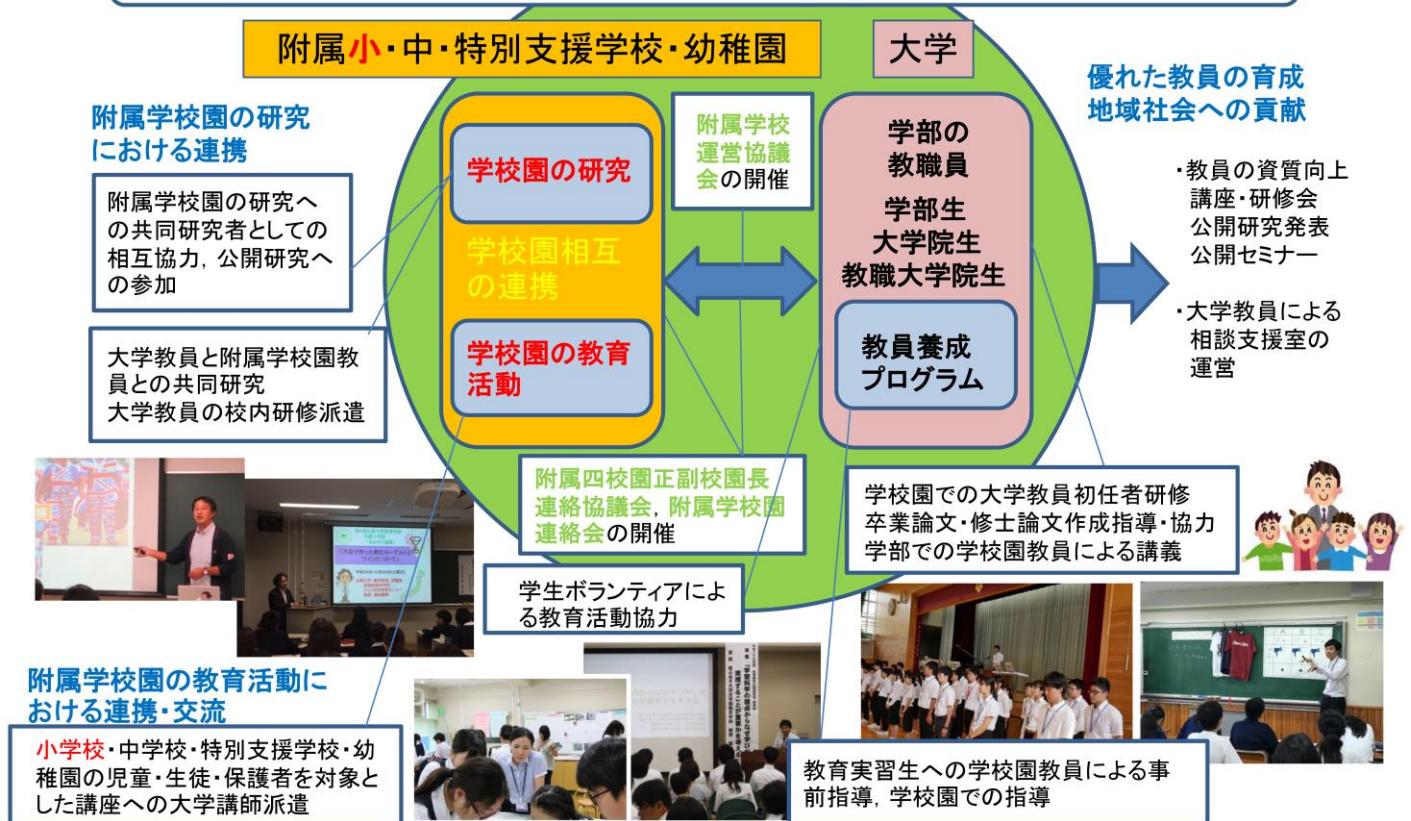 附属小・中・特別支援学校・幼稚園
大学
附属学校園の研究
における連携
附属学校園の研究へ
の共同研究者としての
相互協力，公開研究へ
の参加
大学教員と附属学校園教
員との共同研究
大学教員の校内研修派遣
学校園の研究
学校園相互
の連携
学校園の教育
活動
附属学校
運営協議
会の開催
学部の
教職員
学部生
大学院生
教職大学院生
教員養成
プログラム
優れた教員の育成
地域社会への貢献
・教員の資質向上
講座・研修会
公開研究発表
公開セミナー
・大学教員による
相談支援室の
運営
附属四校園正副校園長
連絡協議会，附属学校園
連絡会の開催
学生ボランティアによ
る教育活動協力
学校園での大学教員初任者研修
卒業論文・修士論文作成指導・協力
学部での学校園教員による講義
附属学校園の教育活動に
おける連携・交流
小学校・中学校・特別支援学校・幼
稚園の児童・生徒・保護者を対象と
した講座への大学講師派遣
教育実習生への学校園教員による事
前指導，学校園での指導